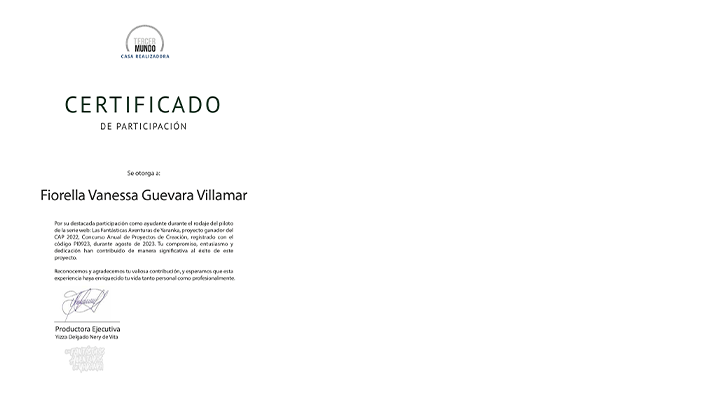 TERCER
MUNDO
CASA REALIZADORA
CERTIFICADO
DE PARTICIPACIÓN
Se otorga a:
Fiorella Vanessa Guevara Villamar
Por su destacada participación como ayudante durante el rodaje del piloto
de la serie web: Las Fantásticas Aventuras de Yaranka, proyecto ganador del
CAP 2022, Concurso Anual de Proyectos de Creación, registrado con el
código PI0923, durante agosto de 2023. Tu compromiso, entusiasmo y
dedicación han contribuido de manera significativa al éxito de este
proyecto.
Reconocemos y agradecemos tu valiosa contribución, y esperamos que esta
experiencia haya enriquecido tu vida tanto personal como profesionalmente.
Productora Ejecutiva
Yizza Delgado Nery de Vita